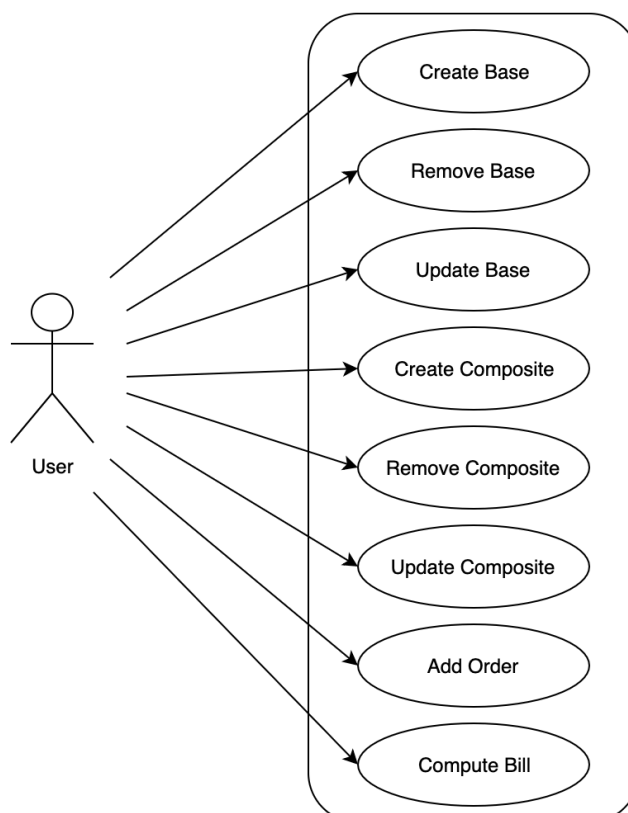 Create Base
Remove Base
Update Base
Create Composite
Remove Composite
User
Update Composite
Add Order
Compute Bill